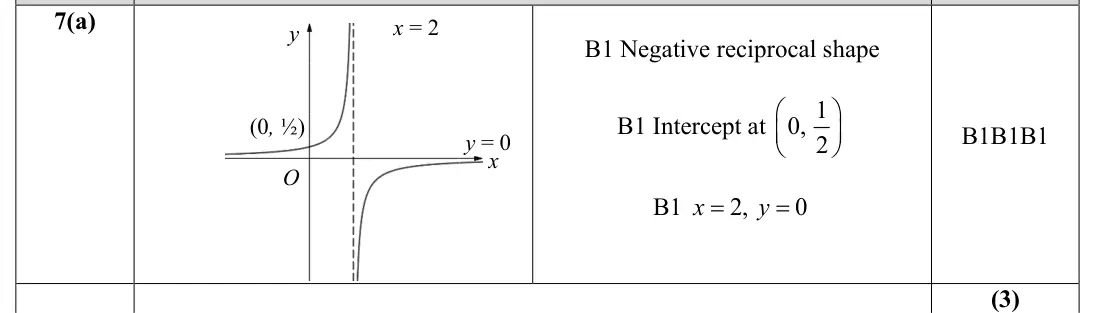 7(a)
y
x = 2
(0, ½)
y = 0
x
O
B1 Negative reciprocal shape
B1 Intercept at (0, 1/2)
B1 x = 2, y = 0
B1B1B1
(3)